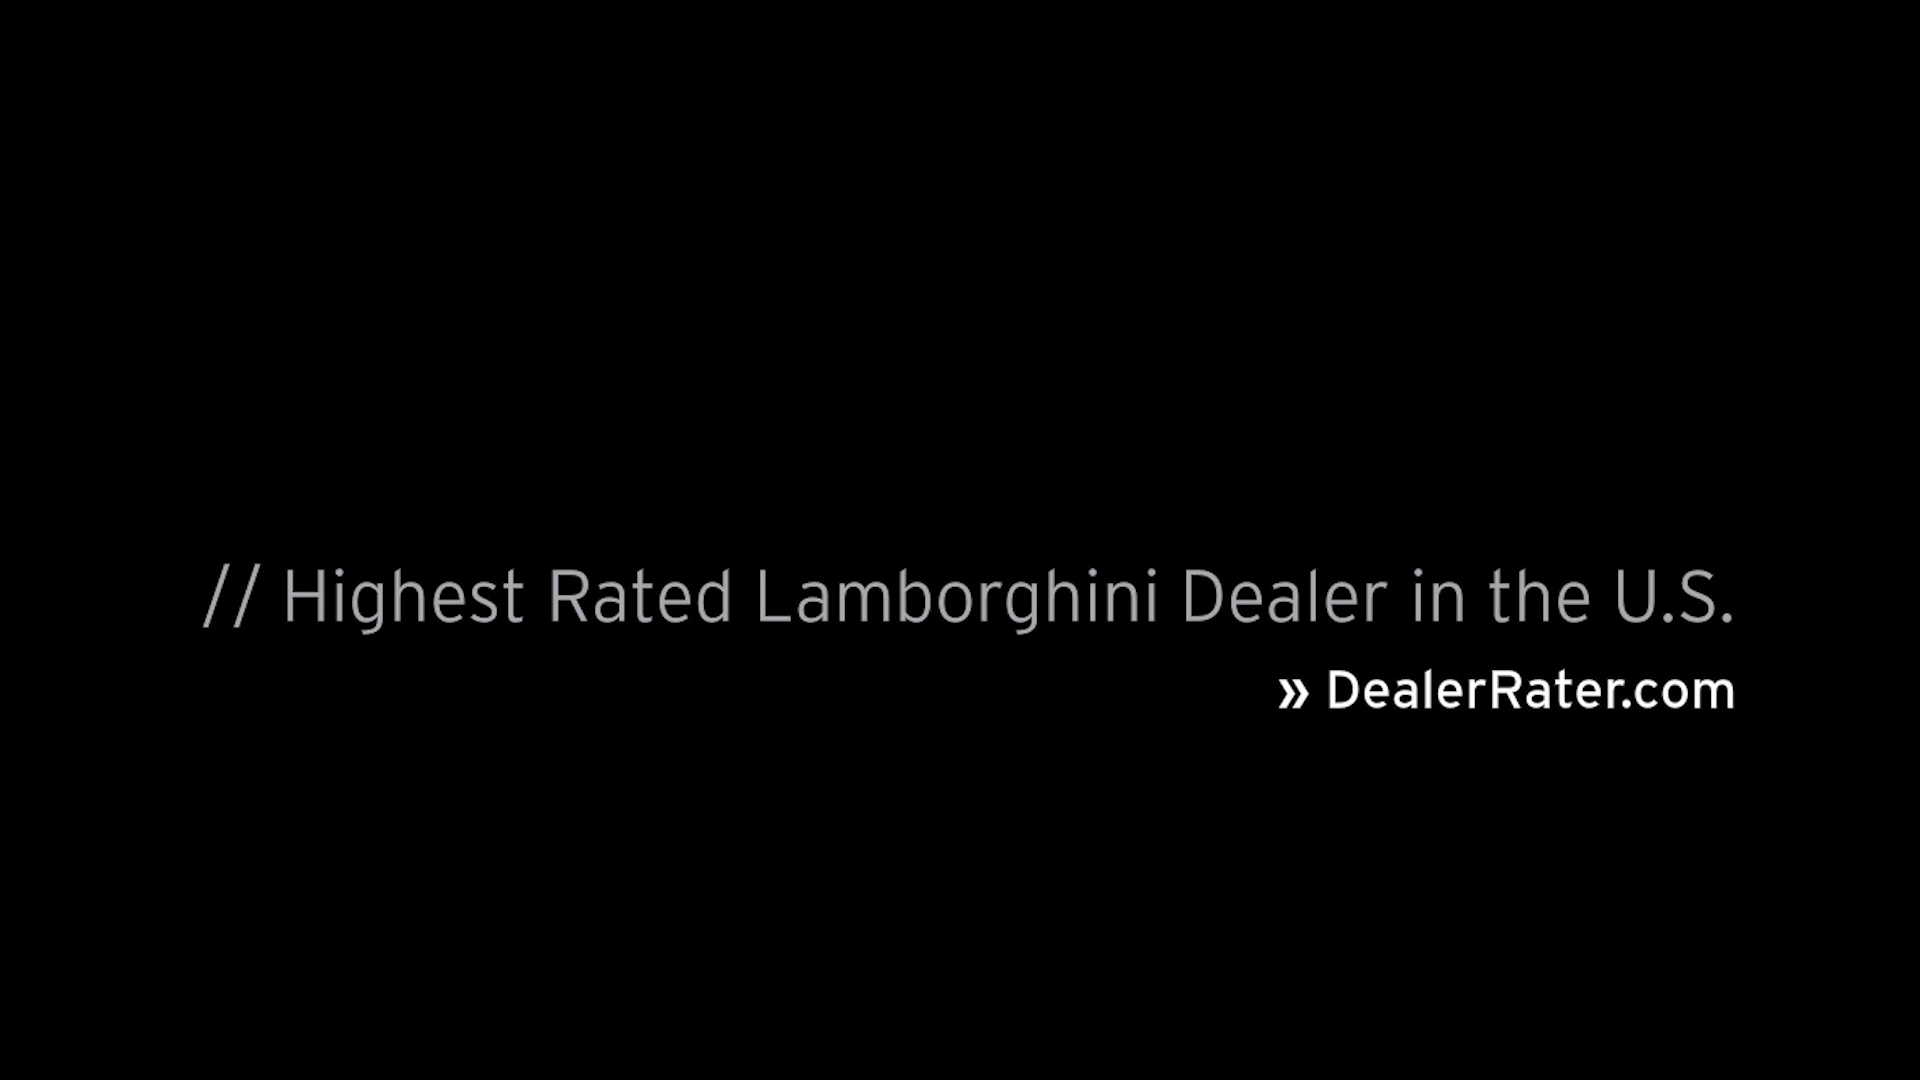 // Highest Rated Lamborghini Dealer in the U.S.
» DealerRater.com